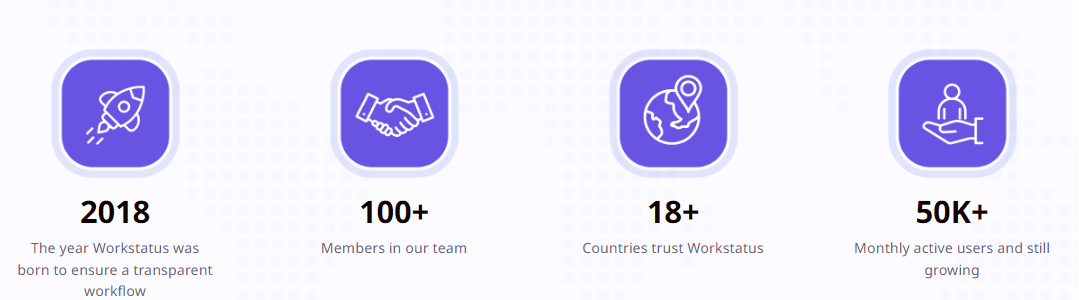 2018
The year Workstatus was
born to ensure a transparent
workflow
100+
Members in our team
18+
Countries trust Workstatus
50K+
Monthly active users and still
growing